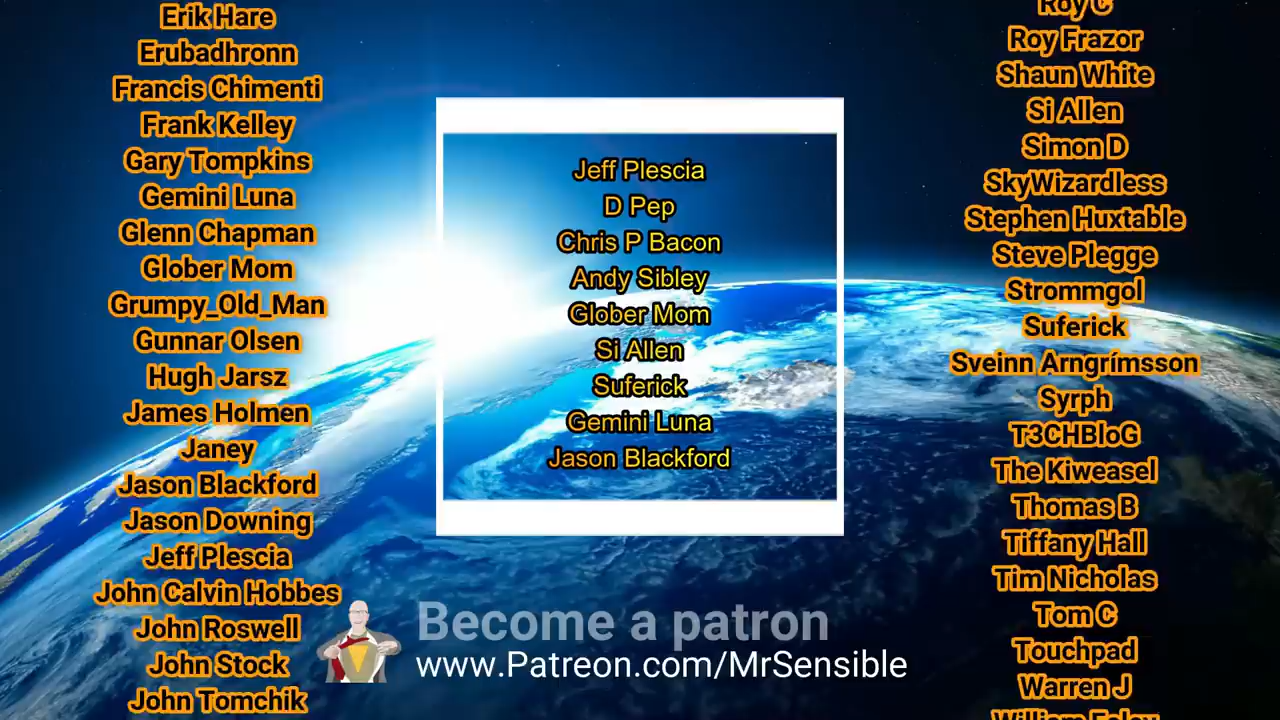 Erik Hare
Erubadhronn
Francis Chimenti
Frank Kelley
Gary Tompkins
Gemini Luna
Glenn Chapman
Glober Mom
Grumpy_Old_Man
Gunnar Olsen
Hugh Jarsz
James Holmen
Janey
Jason Blackford
Jason Downing
Jeff Plescia
John Calvin Hobbes
John Roswell
John Stock
John Tomchik
Jeff Plescia
D Pep
Chris P Bacon
Andy Sibley
Glober Mom
Si Allen
Suferick
Gemini Luna
Jason Blackford
Become a patron
www.Patreon.com/MrSensible
Roy C
Roy Frazor
Shaun White
Si Allen
Simon D
SkyWizardless
Stephen Huxtable
Steve Plegge
Strommgol
Suferick
Sveinn Arngrímsson
Syrph
T3CHBloG
The Kiweasel
Thomas B
Tiffany Hall
Tim Nicholas
Tom C
Touchpad
Warren J
William